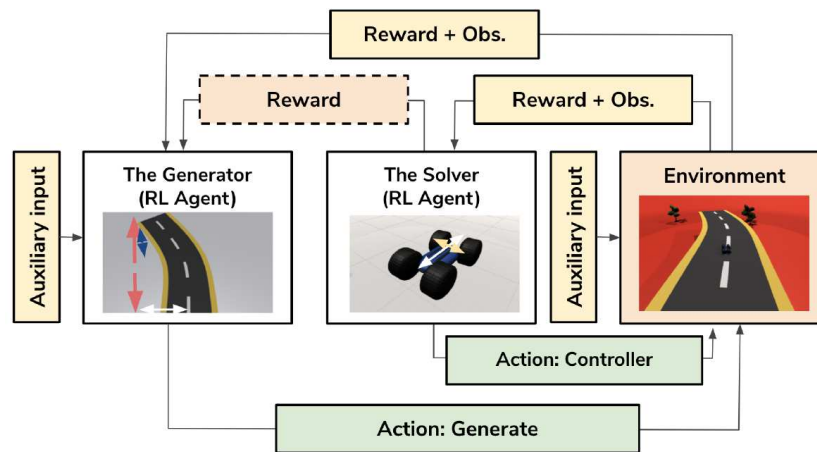 Reward + Obs.
Reward
Reward + Obs.
Auxiliary input
The Generator
(RL Agent)
The Solver
(RL Agent)
Auxiliary input
Environment
Action: Controller
Action: Generate